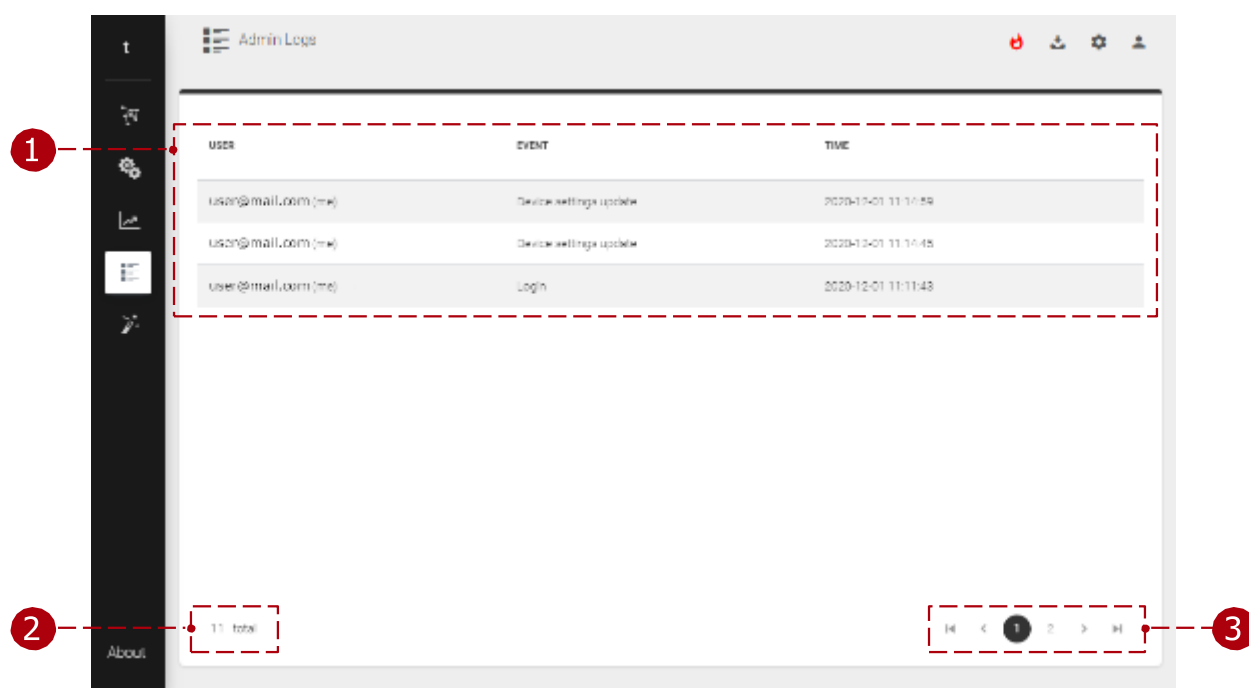 t
Admin Logs
1
USER EVENT TIME
user@mail.com (me) Device settings update 2020-12-01 11:14:59
user@mail.com (me) Device settings update 2020-12-01 11:14:45
user@mail.com (me) Login 2020-12-01 11:11:43
2
11 total
1 2
3
About